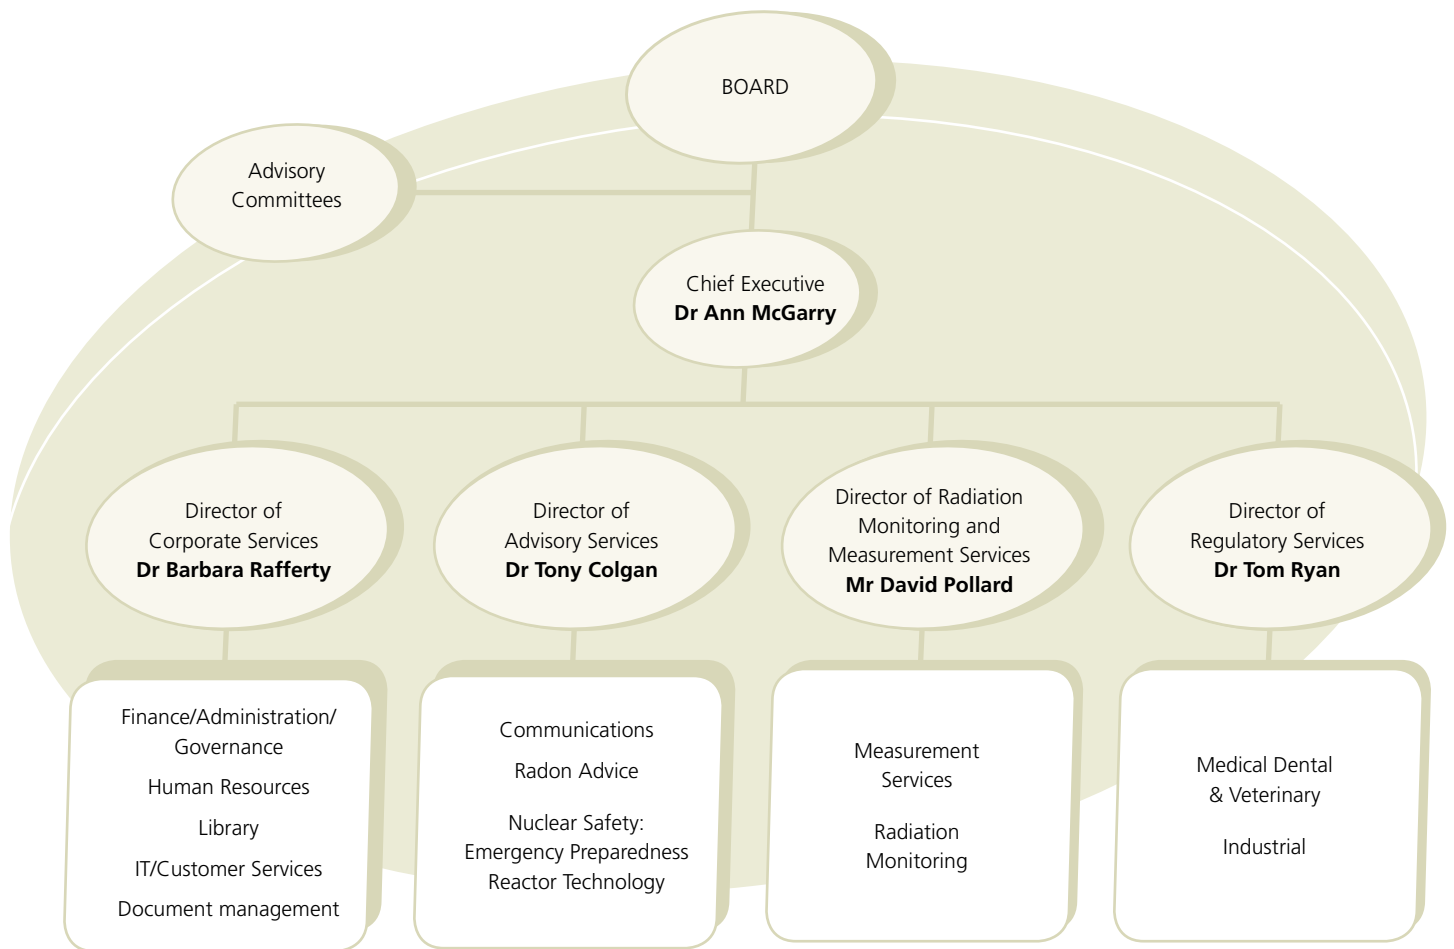 BOARD
Advisory
Committees
Chief Executive
Dr Ann McGarry
Director of
Corporate Services
Dr Barbara Rafferty
Director of
Advisory Services
Dr Tony Colgan
Director of Radiation
Monitoring and
Measurement Services
Mr David Pollard
Director of
Regulatory Services
Dr Tom Ryan
Finance/Administration/
Governance
Human Resources
Library
IT/Customer Services
Document management
Communications
Radon Advice
Nuclear Safety:
Emergency Preparedness
Reactor Technology
Measurement
Services
Radiation
Monitoring
Medical Dental
& Veterinary
Industrial